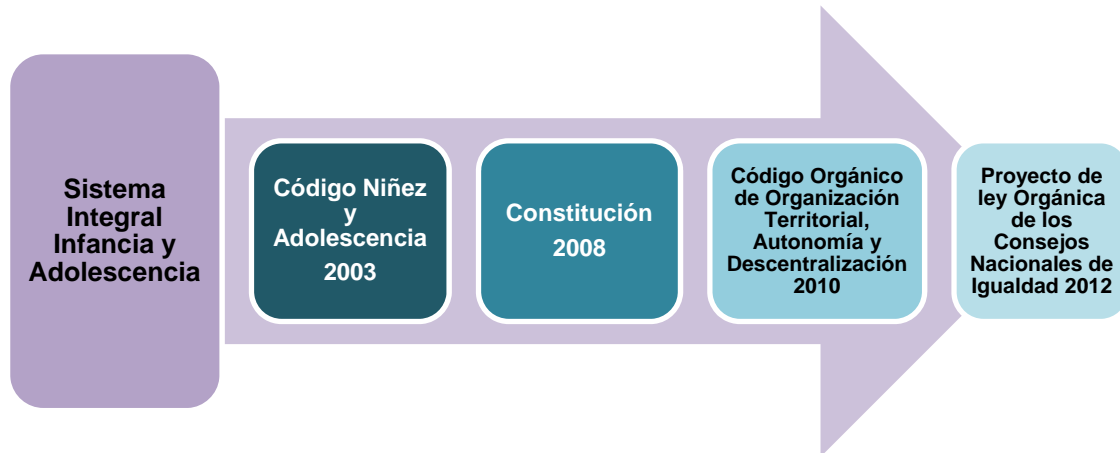 Sistema
Integral
Infancia y
Adolescencia
Código Niñez
y
Adolescencia
2003
Constitución
2008
Código Orgánico
de Organización
Territorial,
Autonomía y
Descentralización
2010
Proyecto de
ley Orgánica
de los
Consejos
Nacionales de
Igualdad 2012